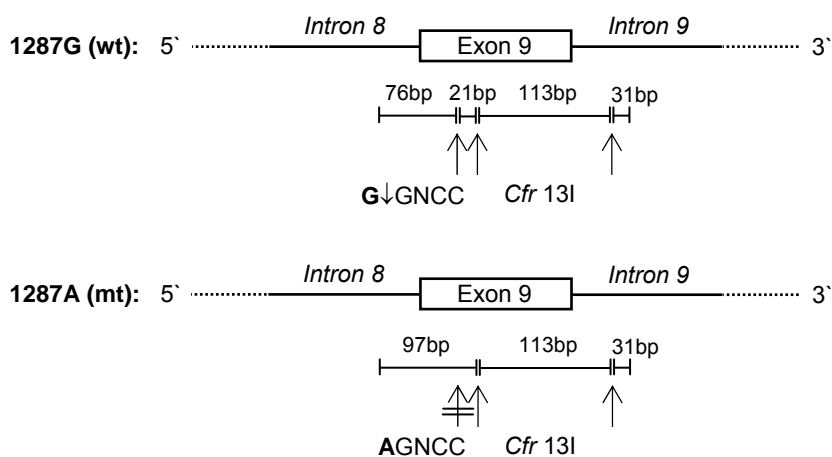 Intron 8 Intron 9
1287G (wt): 5` Exon 9 3`
76bp 21bp 113bp 31bp
G↓GNCC Cfr 13I
Intron 8 Intron 9
1287A (mt): 5` Exon 9 3`
97bp 113bp 31bp
AGNCC Cfr 13I